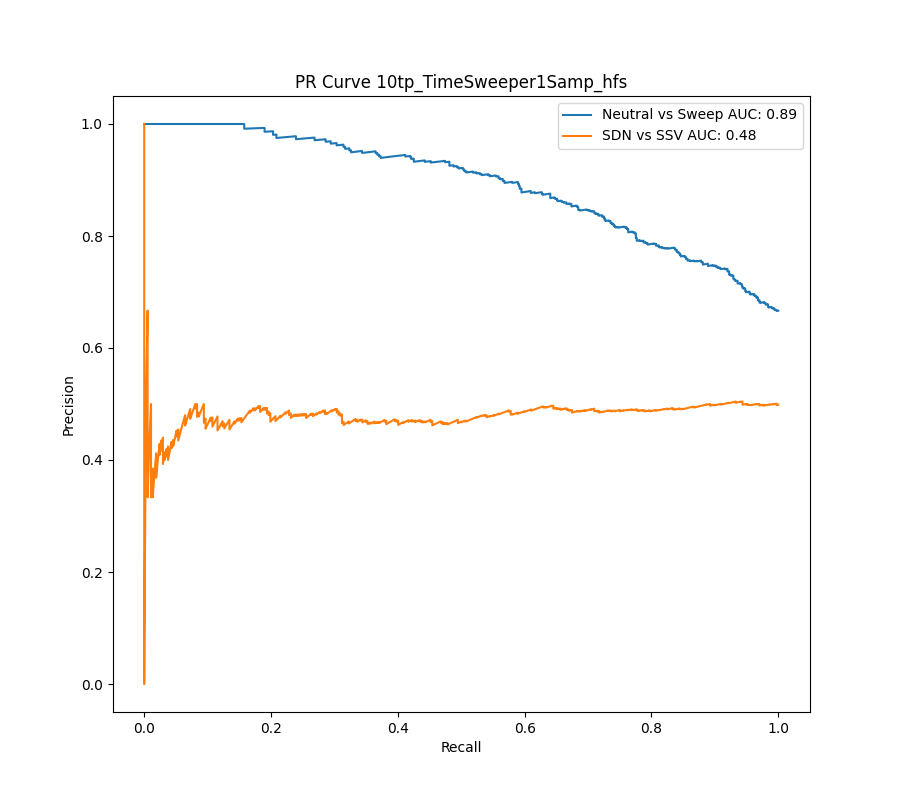 PR Curve 10tp_TimeSweeper1Samp_hfs
Neutral vs Sweep AUC: 0.89
SDN vs SSV AUC: 0.48
1.0
0.8
0.6
0.4
0.2
0.0
Precision
0.0 0.2 0.4 0.6 0.8 1.0
Recall